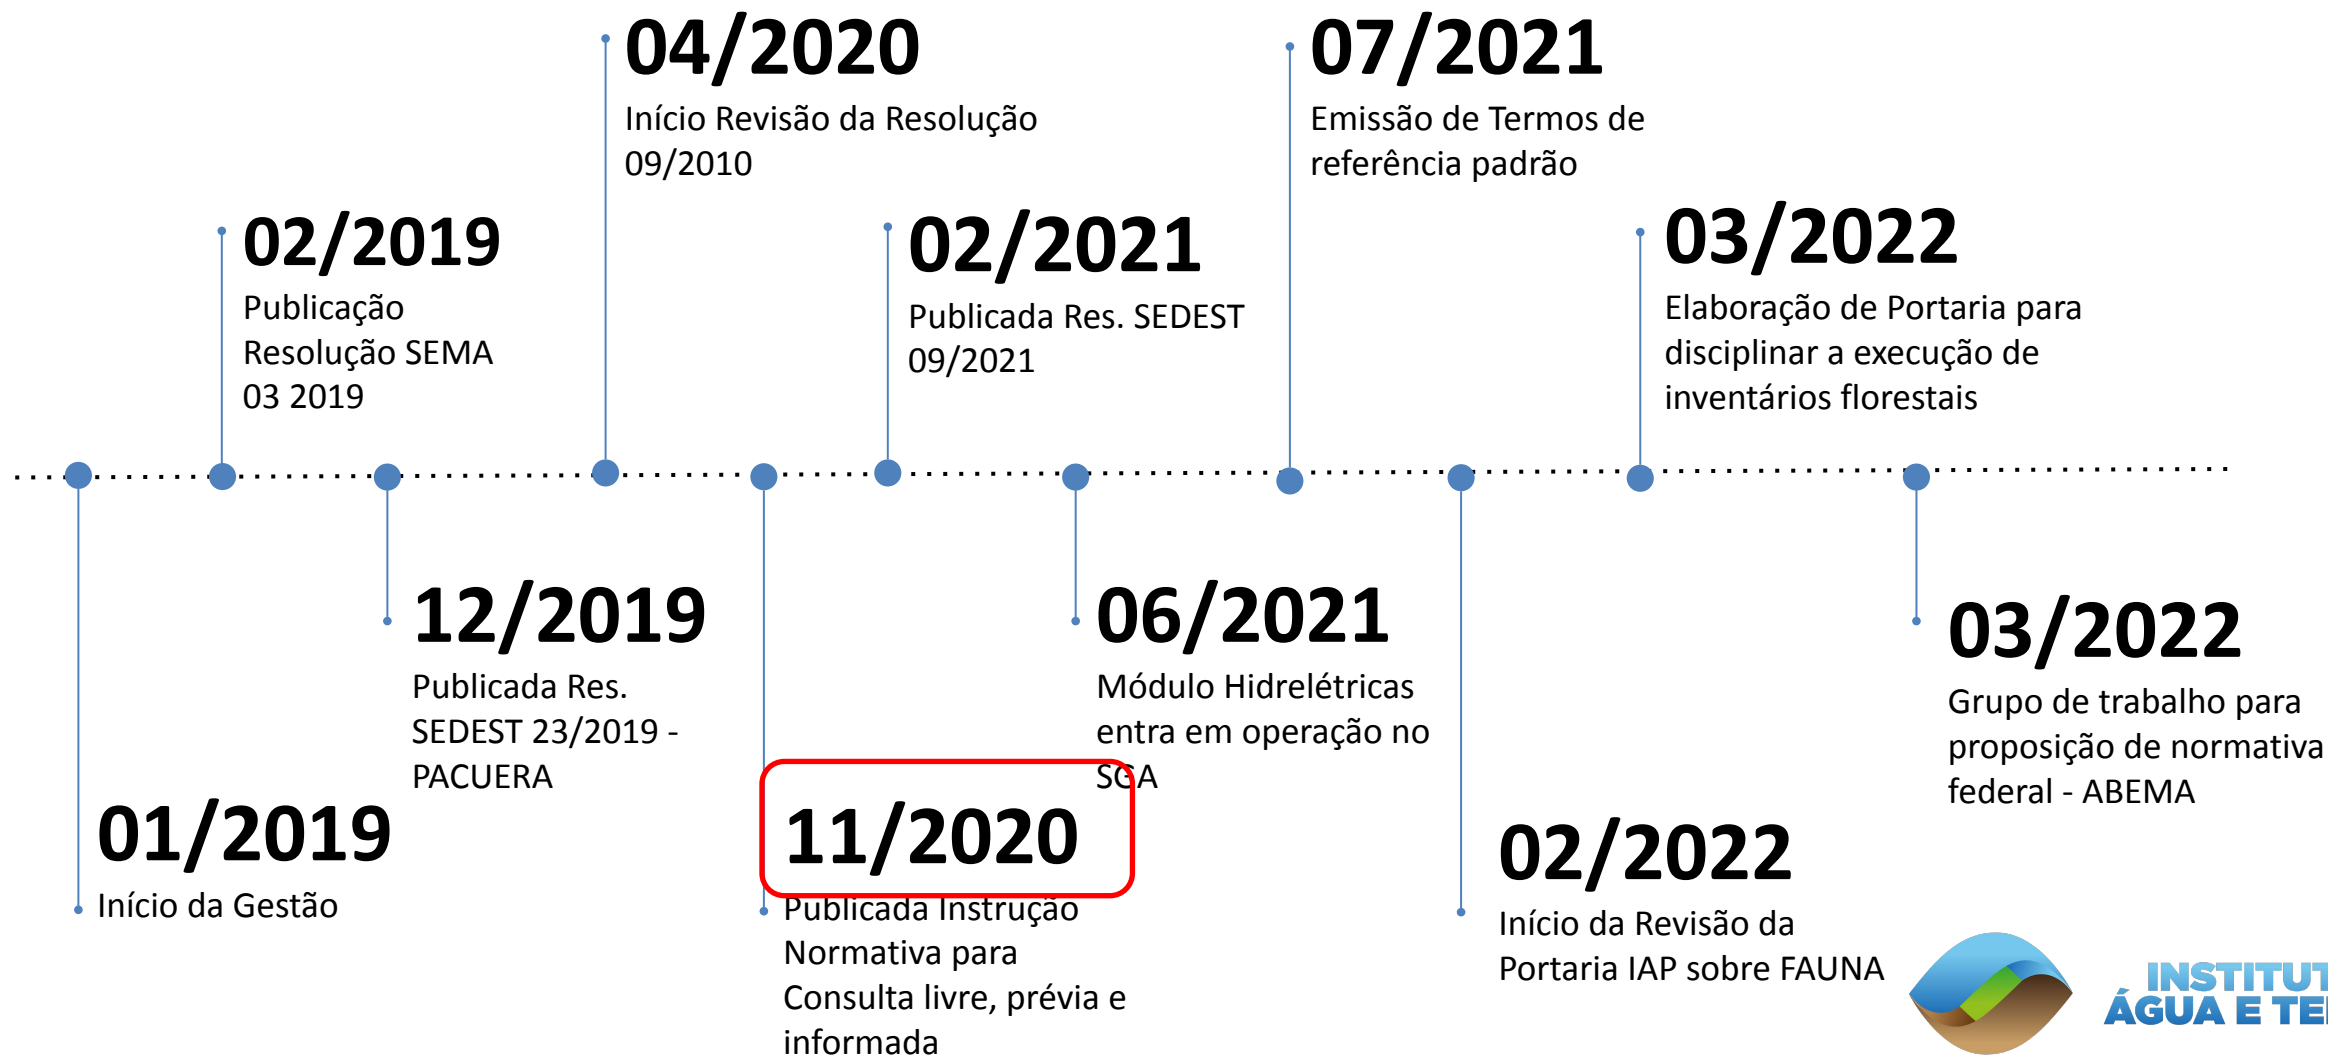 04/2020
Início Revisão da Resolução
09/2010
07/2021
Emissão de Termos de
referência padrão
02/2019
Publicação
Resolução SEMA
03 2019
02/2021
Publicada Res. SEDEST
09/2021
03/2022
Elaboração de Portaria para
disciplinar a execução de
inventários florestais
12/2019
Publicada Res.
SEDEST 23/2019 -
PACUERA
06/2021
Módulo Hidrelétricas
entra em operação no
SGA
03/2022
Grupo de trabalho para
proposição de normativa
federal - ABEMA
01/2019
Início da Gestão
11/2020
Publicada Instrução
Normativa para
Consulta livre, prévia e
informada
02/2022
Início da Revisão da
Portaria IAP sobre FAUNA
INSTITUT
ÁGUA E TE